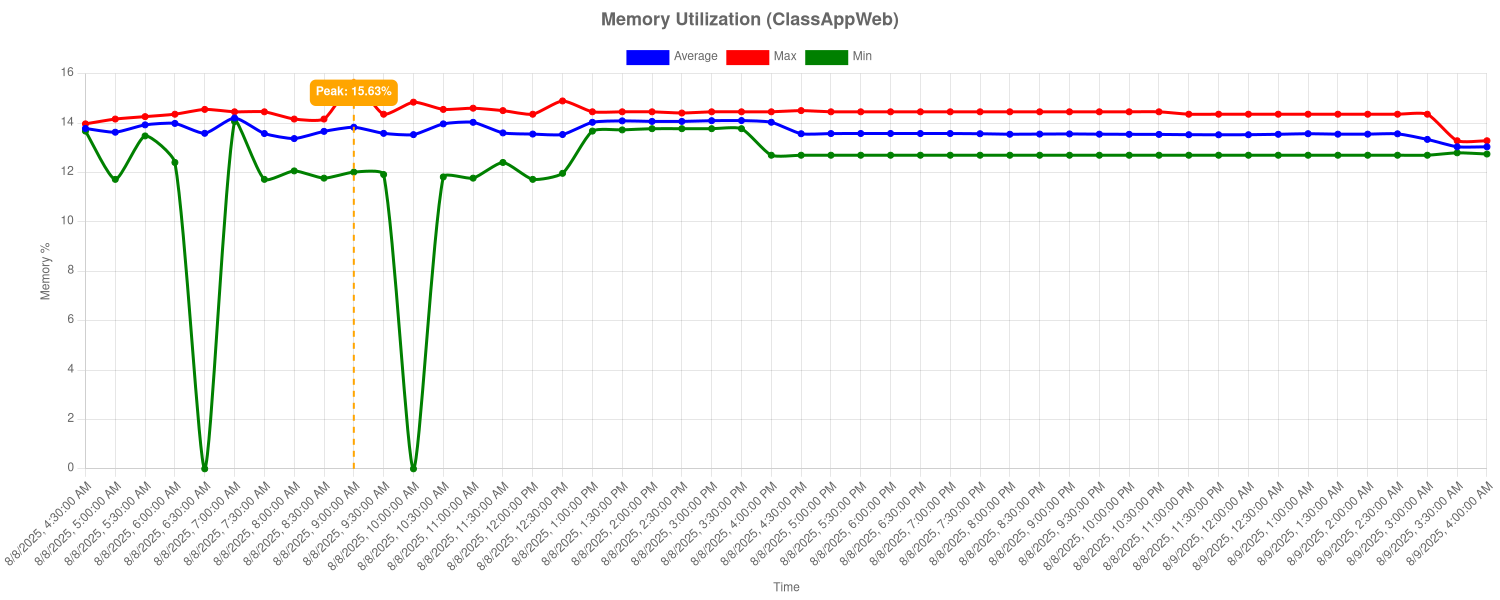 Memory Utilization (ClassAppWeb)
Average Max Min
16
Peak: 15.63%
14
12
10
8
6
4
2
0
Memory %
8/8/2025, 4:30:00 AM
8/8/2025, 5:00:00 AM
8/8/2025, 5:30:00 AM
8/8/2025, 6:00:00 AM
8/8/2025, 6:30:00 AM
8/8/2025, 7:00:00 AM
8/8/2025, 7:30:00 AM
8/8/2025, 8:00:00 AM
8/8/2025, 8:30:00 AM
8/8/2025, 9:00:00 AM
8/8/2025, 9:30:00 AM
8/8/2025, 10:00:00 AM
8/8/2025, 10:30:00 AM
8/8/2025, 11:00:00 AM
8/8/2025, 11:30:00 AM
8/8/2025, 12:00:00 PM
8/8/2025, 12:30:00 PM
8/8/2025, 1:00:00 PM
8/8/2025, 1:30:00 PM
8/8/2025, 2:00:00 PM
8/8/2025, 2:30:00 PM
8/8/2025, 3:00:00 PM
8/8/2025, 3:30:00 PM
8/8/2025, 4:00:00 PM
8/8/2025, 4:30:00 PM
8/8/2025, 5:00:00 PM
8/8/2025, 5:30:00 PM
8/8/2025, 6:00:00 PM
8/8/2025, 6:30:00 PM
8/8/2025, 7:00:00 PM
8/8/2025, 7:30:00 PM
8/8/2025, 8:00:00 PM
8/8/2025, 8:30:00 PM
8/8/2025, 9:00:00 PM
8/8/2025, 9:30:00 PM
8/8/2025, 10:00:00 PM
8/8/2025, 10:30:00 PM
8/8/2025, 11:00:00 PM
8/8/2025, 11:30:00 PM
8/9/2025, 12:00:00 AM
8/9/2025, 12:30:00 AM
8/9/2025, 1:00:00 AM
8/9/2025, 1:30:00 AM
8/9/2025, 2:00:00 AM
8/9/2025, 2:30:00 AM
8/9/2025, 3:00:00 AM
8/9/2025, 3:30:00 AM
8/9/2025, 4:00:00 AM
Time